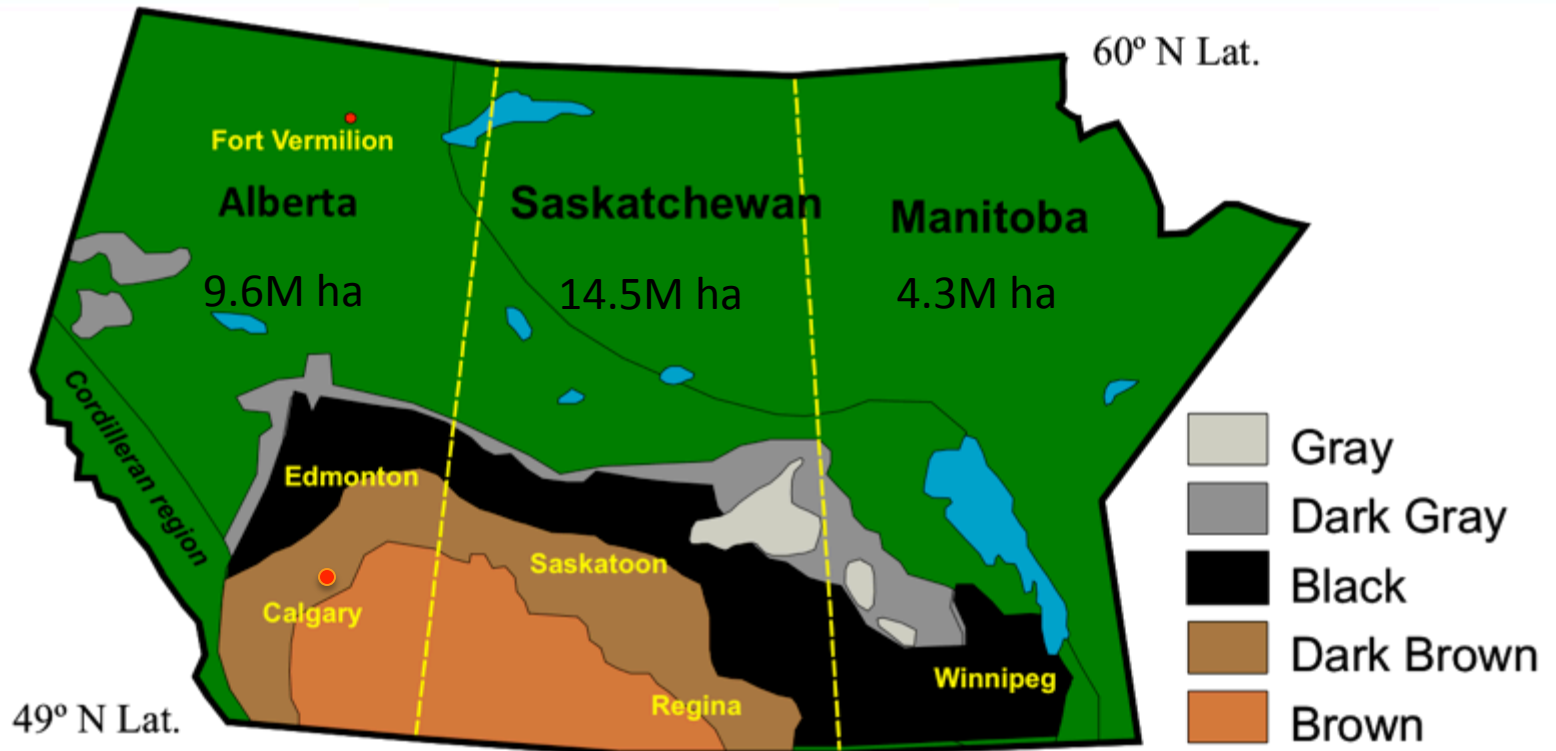 60º N Lat.
Fort Vermilion
Alberta
Saskatchewan
Manitoba
9.6M ha
14.5M ha
4.3M ha
Cordilleran region
Edmonton
Saskatoon
Calgary
Winnipeg
Regina
49º N Lat.
Gray
Dark Gray
Black
Dark Brown
Brown